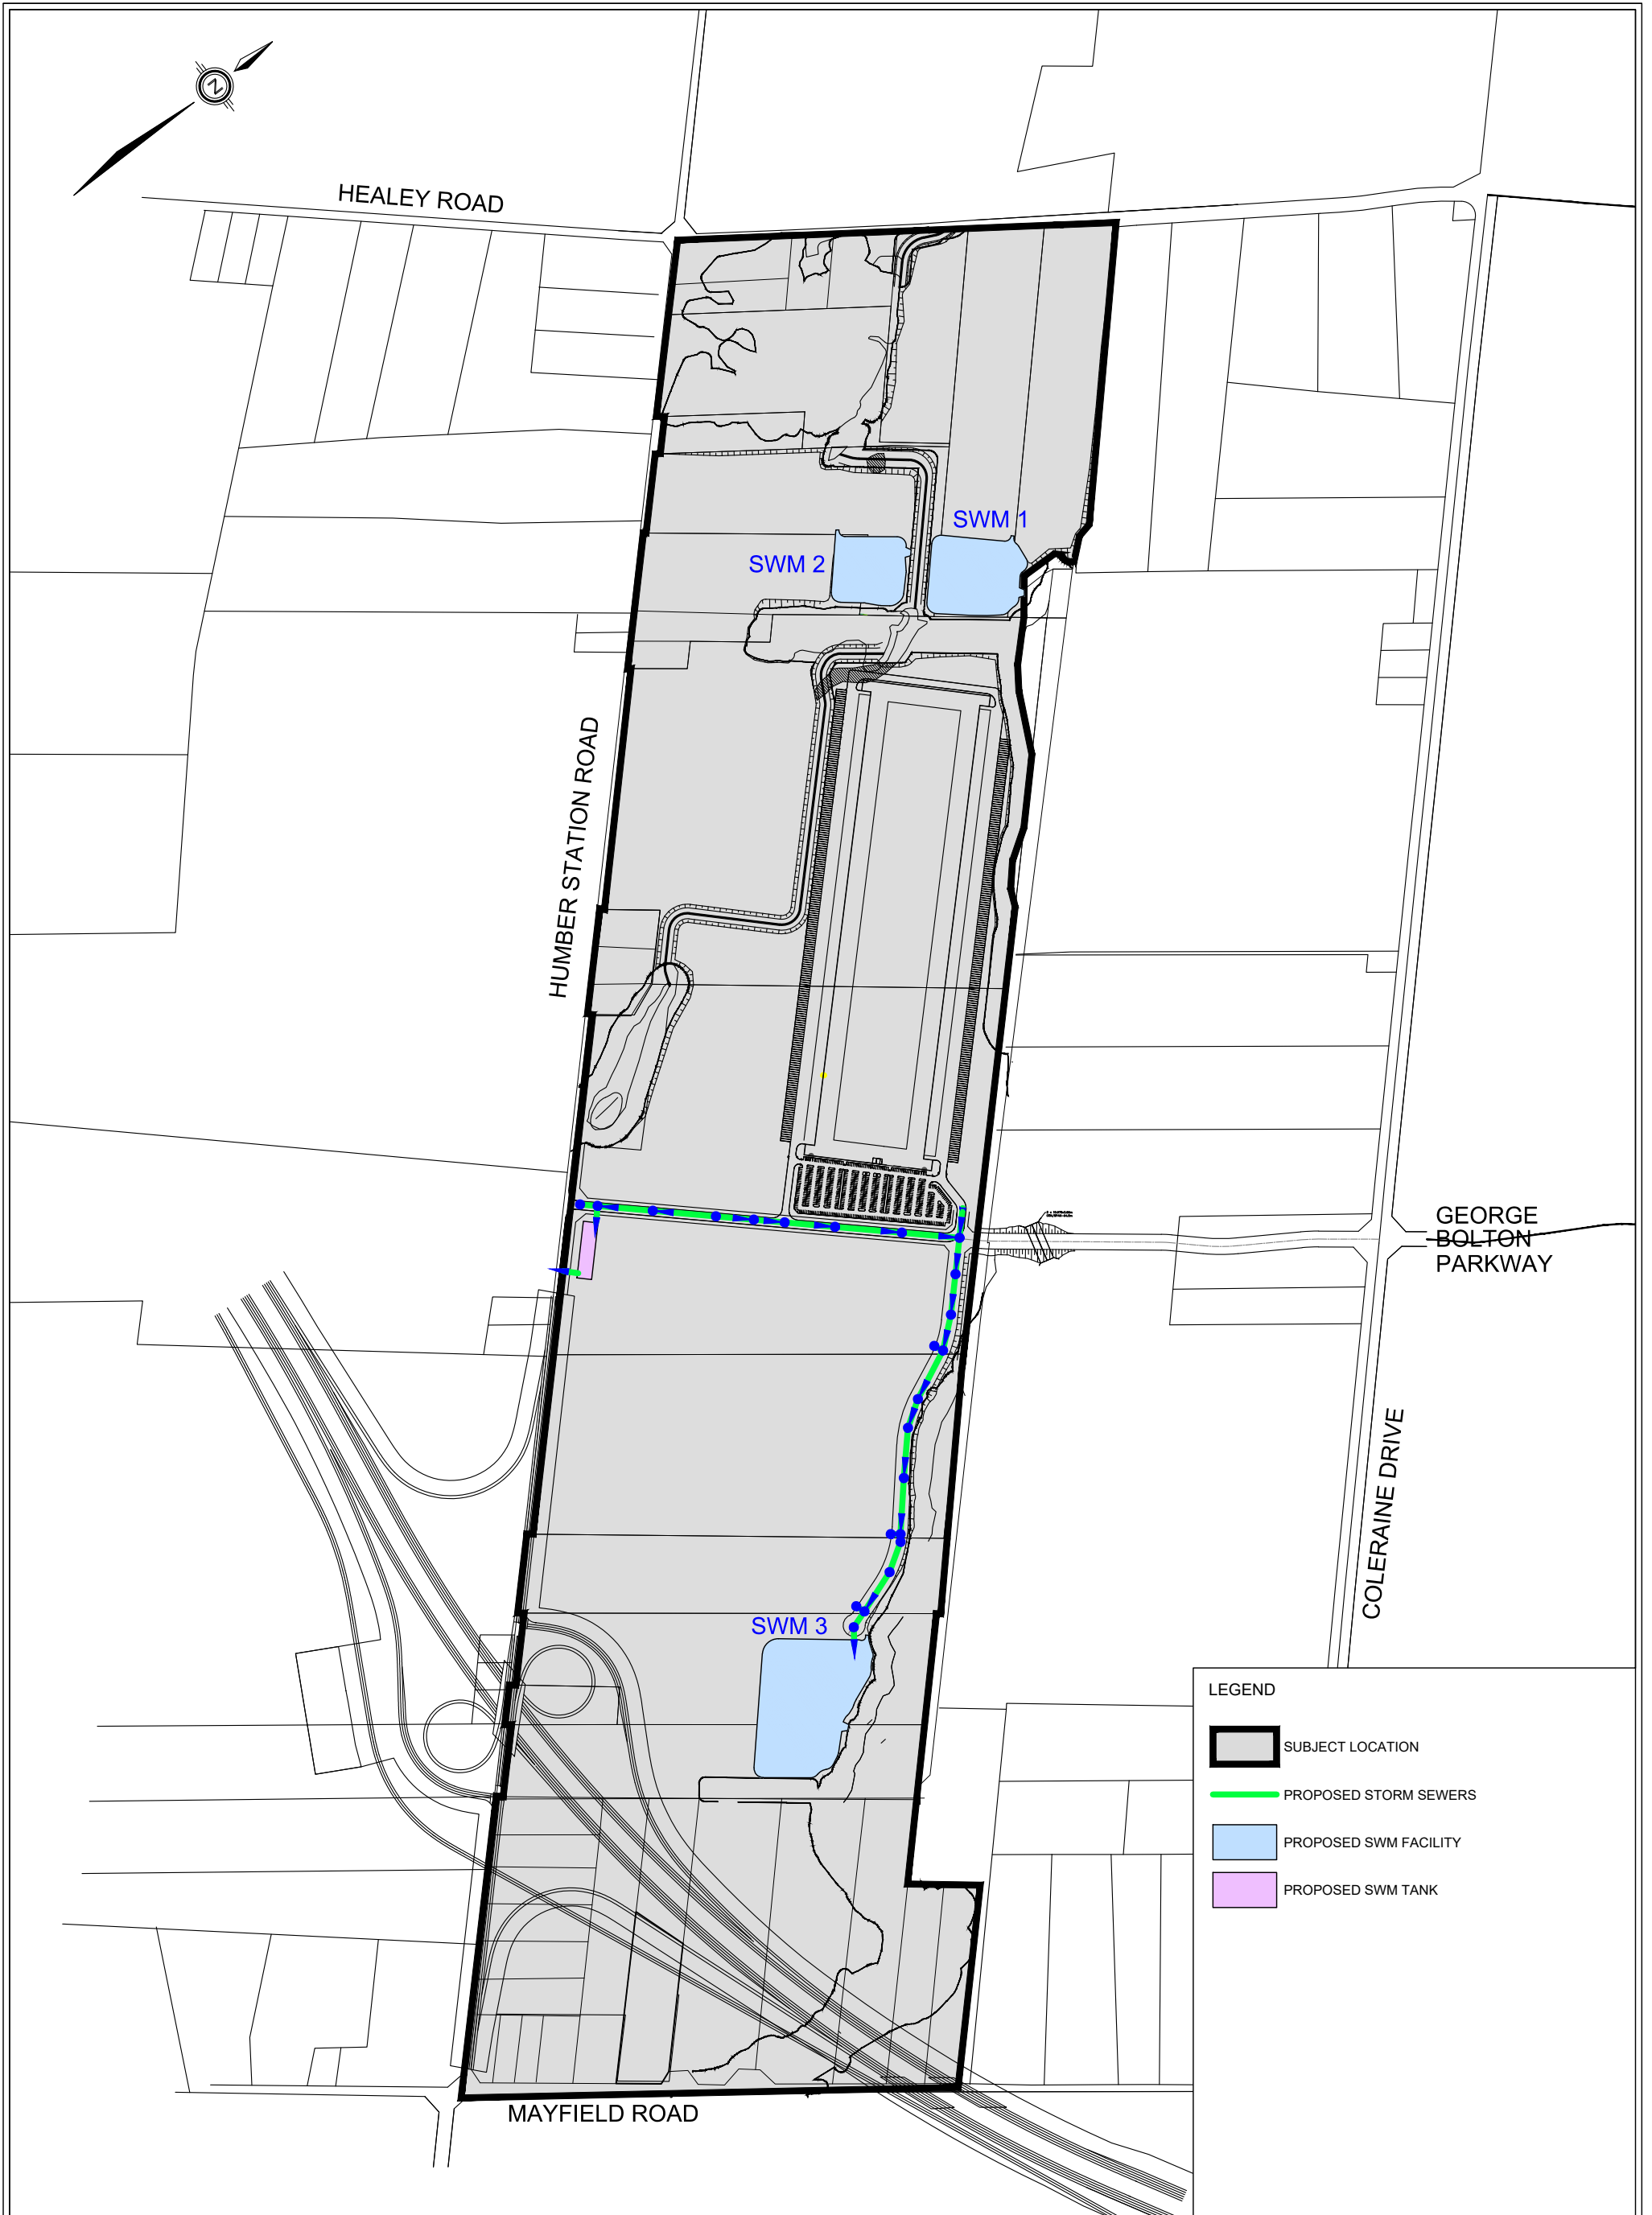 N
HEALEY ROAD
SWM 1
SWM 2
HUMBER STATION ROAD
GEORGE
BOLTON
PARKWAY
COLERAINE DRIVE
SWM 3
LEGEND
SUBJECT LOCATION
PROPOSED STORM SEWERS
PROPOSED SWM FACILITY
PROPOSED SWM TANK
MAYFIELD ROAD